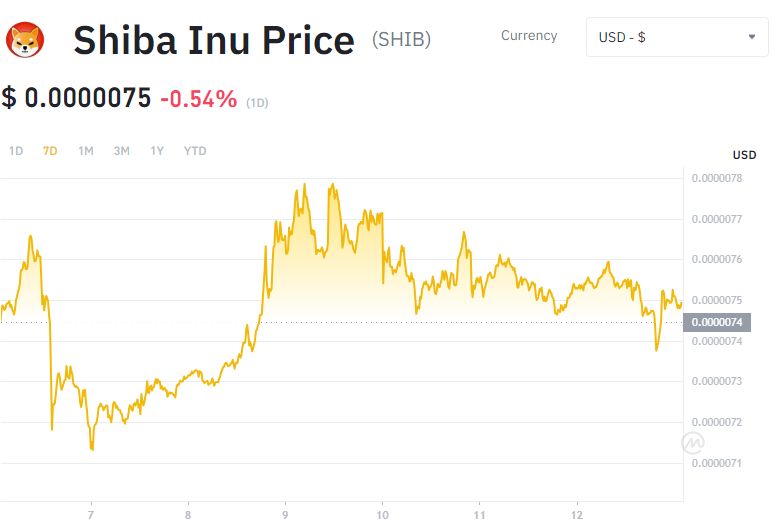 Shiba Inu Price (SHIB) Currency USD - $
$ 0.0000075 -0.54% (1D)
1D 7D 1M 3M 1Y YTD
USD
0.0000078
0.0000077
0.0000076
0.0000075
0.0000074
0.0000074
0.0000073
0.0000072
0.0000071
7 8 9 10 11 12